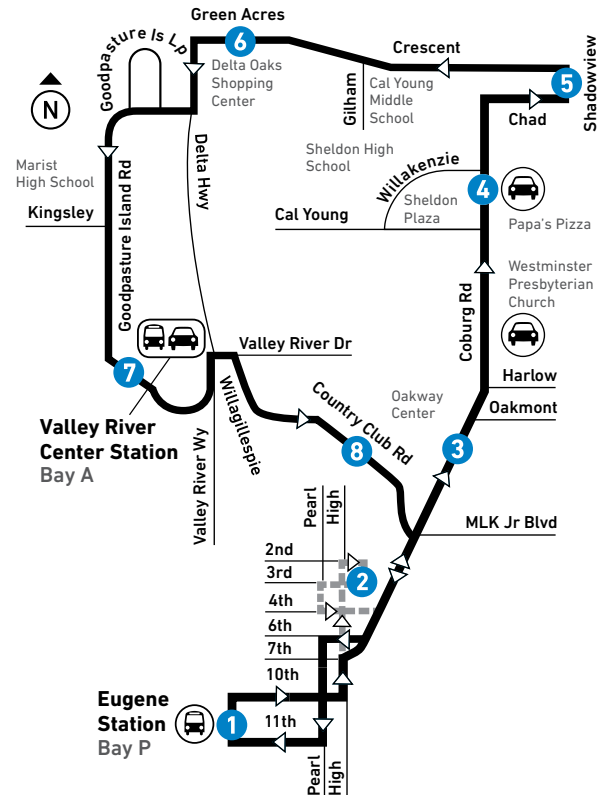 Green Acres
6
Goodpasture Is Lp
Delta Oaks
Shopping
Center
Crescent
5
Shadowview
N
Gilham
Cal Young
Middle
School
Chad
Delta Hwy
Sheldon High
School
Willakenzie
4
Marist
High School
Kingsley
Goodpasture Island Rd
Sheldon
Plaza
Papa's Pizza
Cal Young
Westminster
Presbyterian
Church
Coburg Rd
Valley River Dr
7
Harlow
Oakmont
Oakway
Center
Valley River
Center Station
Bay A
Willagillespie
Country Club Rd
8
3
Valley River Wy
Pearl
High
MLK Jr Blvd
2nd
3rd
2
4th
6th
7th
10th
Eugene
Station
Bay P
1
11th
Pearl
High